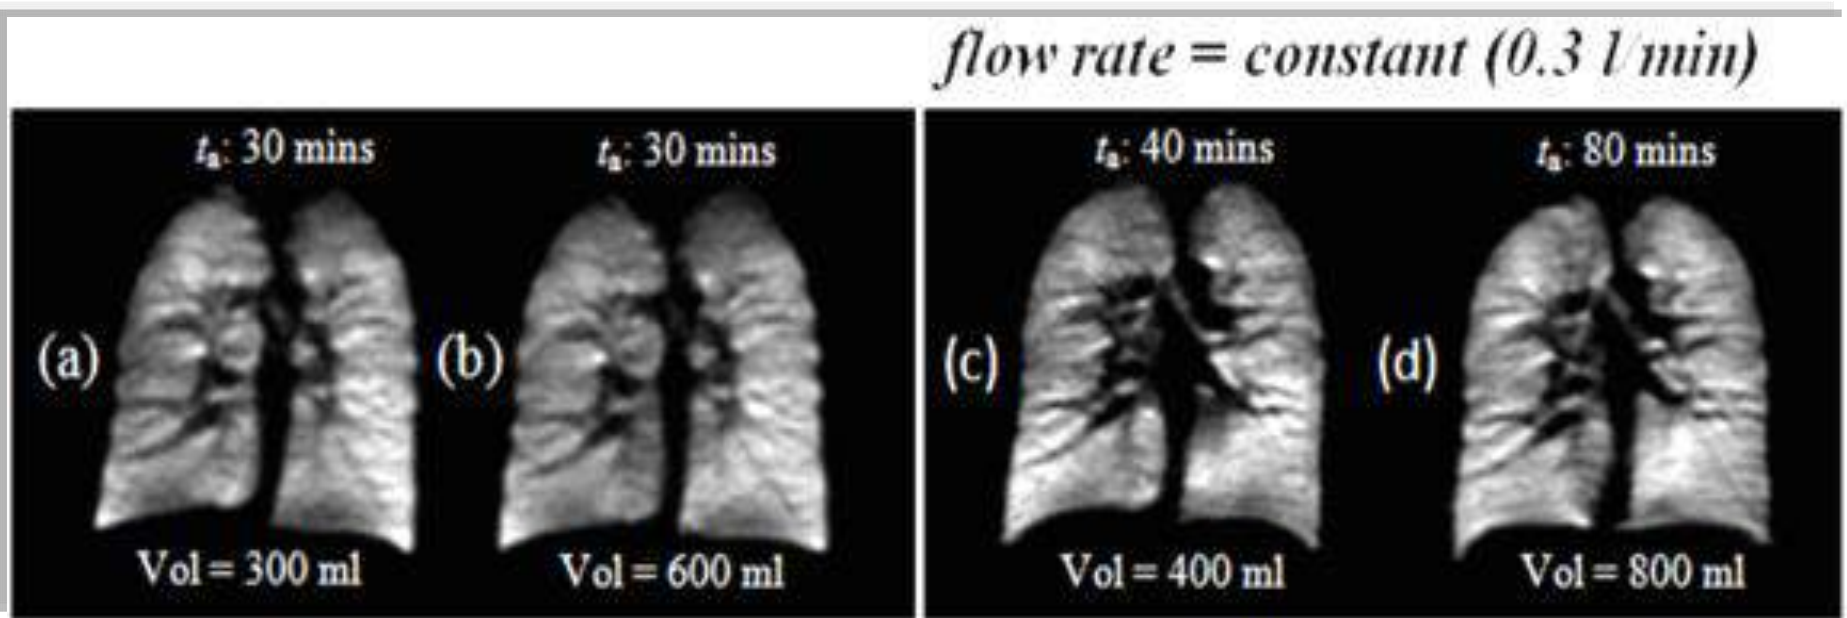 flow rate = constant (0.3 l/min)
tₐ: 30 mins
tₐ: 30 mins
tₐ: 40 mins
tₐ: 80 mins
(a)
(b)
(c)
(d)
Vol = 300 ml
Vol = 600 ml
Vol = 400 ml
Vol = 800 ml